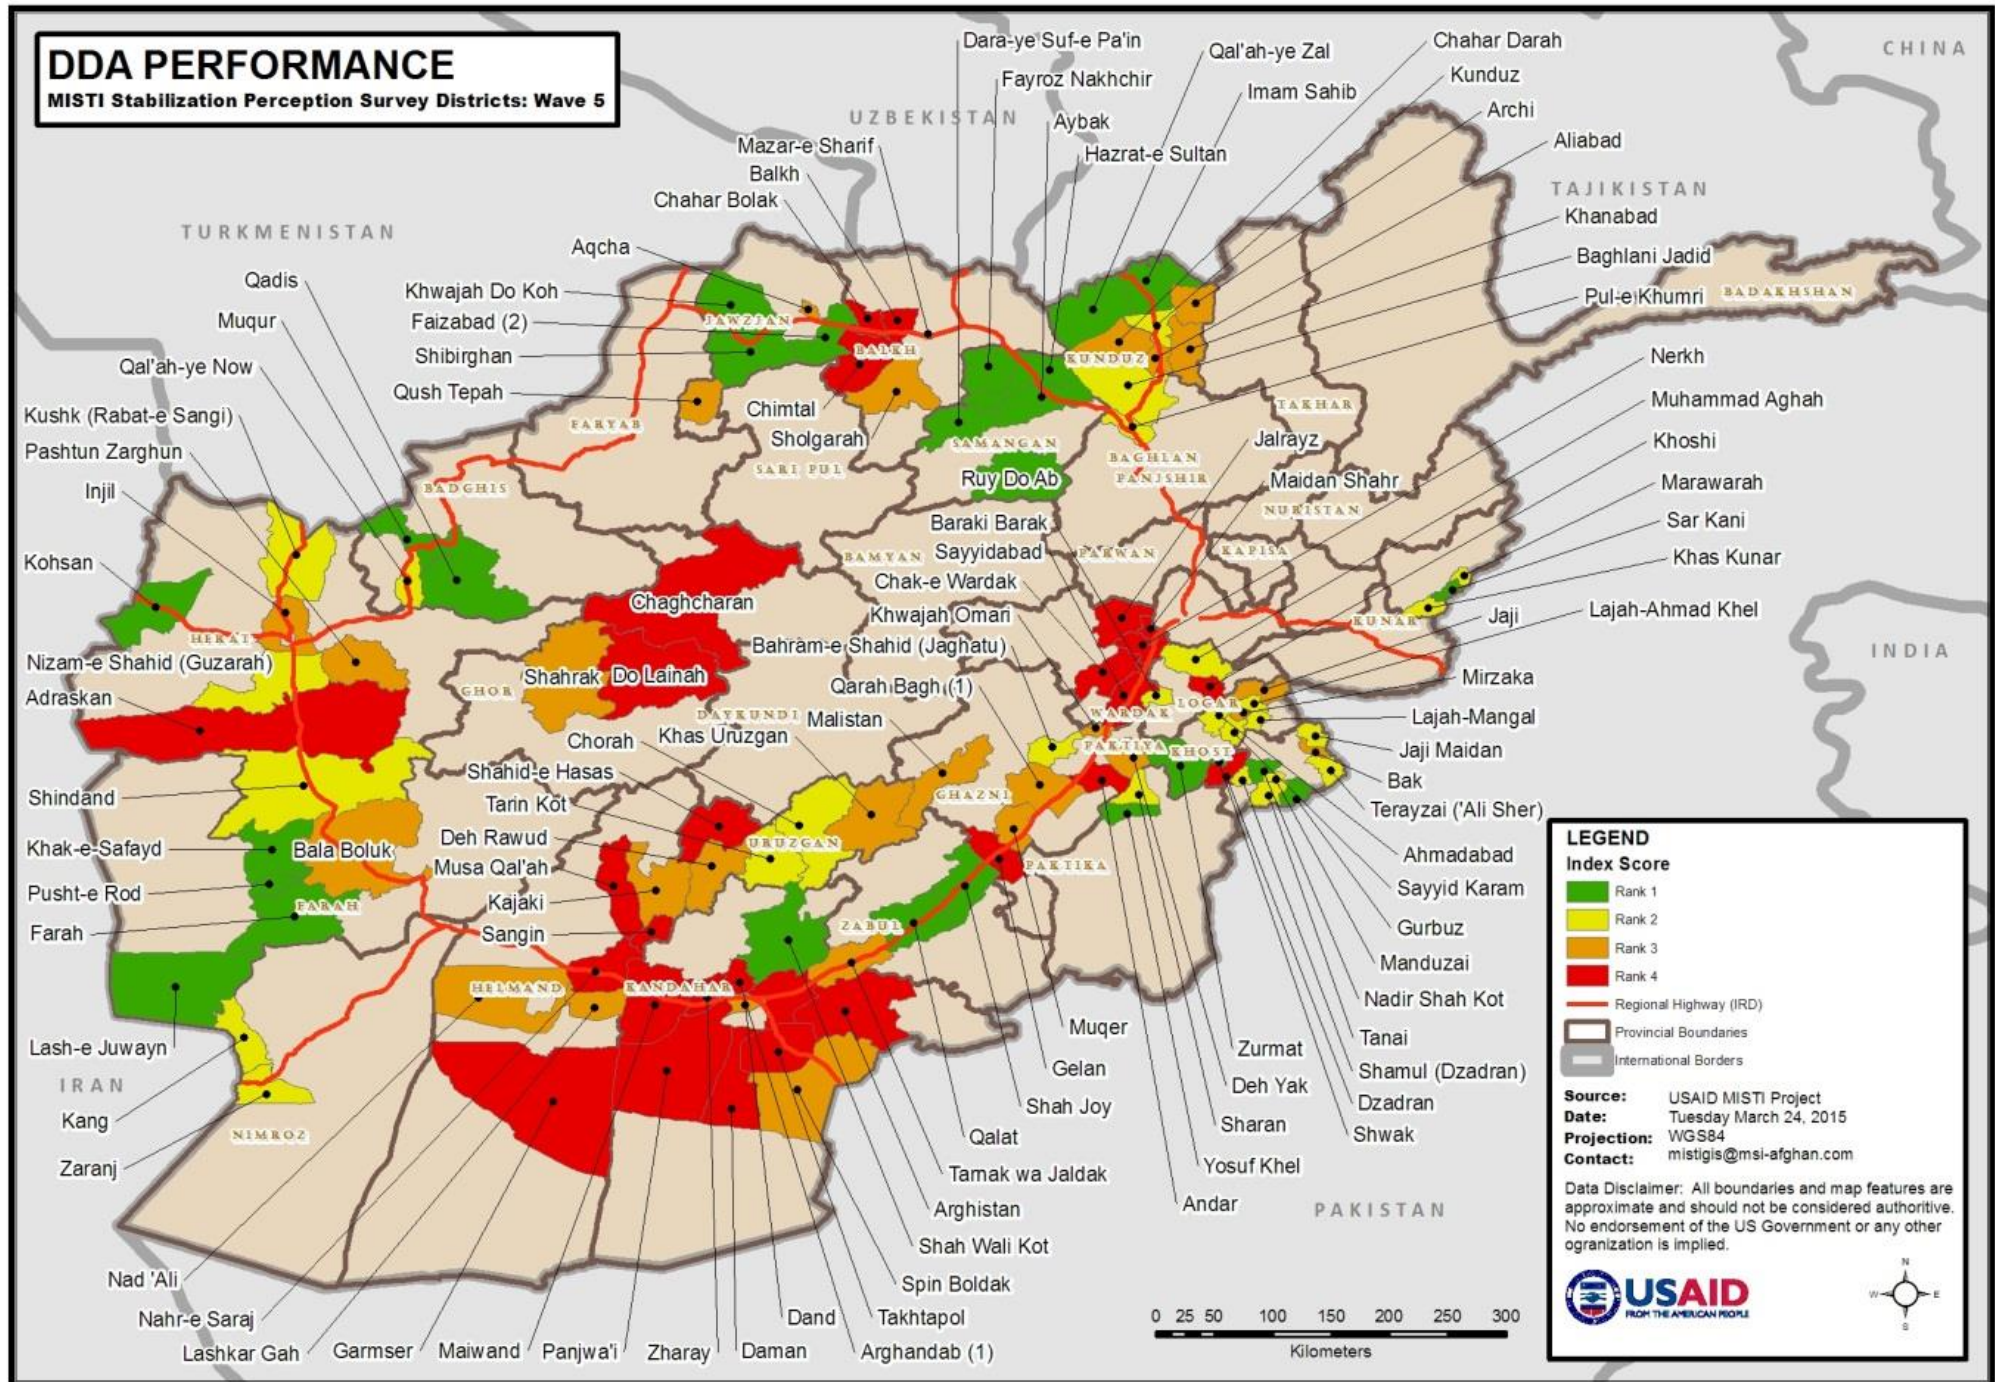 DDA PERFORMANCE
MISTI Stabilization Perception Survey Districts: Wave 5
CHINA
UZBEKISTAN
TAJIKISTAN
TURKMENISTAN
INDIA
IRAN
PAKISTAN
Dara-ye Suf-e Pa'in
Fayroz Nakhchir
Aybak
Hazrat-e Sultan
Qal'ah-ye Zal
Imam Sahib
Chahar Darah
Kunduz
Archi
Aliabad
Khanabad
Baghlani Jadid
Pul-e Khumri
Mazar-e Sharif
Balkh
Chahar Bolak
Aqcha
Qadis
Khwajah Do Koh
Muqur
Faizabad (2)
Shibirghan
Qal'ah-ye Now
Qush Tepah
Kushk (Rabat-e Sangi)
Pashtun Zarghun
Injil
Kohsan
Nizam-e Shahid (Guzarah)
Adraskan
Shindand
Khak-e-Safayd
Pusht-e Rod
Farah
Lash-e Juwayn
Kang
Zaranj
Chimtal
Sholgarah
Ruy Do Ab
Jalrayz
Maidan Shahr
Baraki Barak
Sayyidabad
Chak-e Wardak
Khwajah Omari
Bahram-e Shahid (Jaghatu)
Qarah Bagh (1)
Malistan
Khas Uruzgan
Chorah
Shahid-e Hasas
Tarin Kot
Deh Rawud
Musa Qal'ah
Kajaki
Sangin
Chaghcharan
Shahrak
Do Lainah
Bala Boluk
Nerkh
Muhammad Aghah
Khoshi
Marawarah
Sar Kani
Khas Kunar
Jaji
Lajah-Ahmad Khel
Mirzaka
Lajah-Mangal
Jaji Maidan
Bak
Terayzai ('Ali Sher)
Ahmadabad
Sayyid Karam
Gurbuz
Manduzai
Nadir Shah Kot
Tanai
Shamul (Dzadran)
Dzadran
Shwak
Zurmat
Deh Yak
Sharan
Yosuf Khel
Andar
Muqer
Gelan
Shah Joy
Qalat
Tarnak wa Jaldak
Arghistan
Shah Wali Kot
Spin Boldak
Takhtapol
Arghandab (1)
Dand
Daman
Zharay
Panjwa'i
Maiwand
Garmser
Lashkar Gah
Nahr-e Saraj
Nad 'Ali
JAWZJAN
BALKH
KUNDUZ
TAKHAR
BADAKHSHAN
FARYAB
SARI PUL
SAMANGAN
BAGHLAN
PANJSHIR
BADGHIS
NURISTAN
BAMYAN
PARWAN
KAPISA
KUNAR
HERAT
GHOR
DAYKUNDI
WARDAK
LOGAR
PAKTIYA
KHOST
GHAZNI
URUZGAN
PAKTIKA
ZABUL
FARAH
HELMAND
KANDAHAR
NIMROZ
LEGEND
Index Score
Rank 1
Rank 2
Rank 3
Rank 4
Regional Highway (IRD)
Provincial Boundaries
International Borders
Source: USAID MISTI Project
Date: Tuesday March 24, 2015
Projection: WGS84
Contact: mistigis@msi-afghan.com
Data Disclaimer: All boundaries and map features are
approximate and should not be considered authoritive.
No endorsement of the US Government or any other
ogranization is implied.
USAID
FROM THE AMERICAN PEOPLE
N
W E
S
0 25 50 100 150 200 250 300
Kilometers